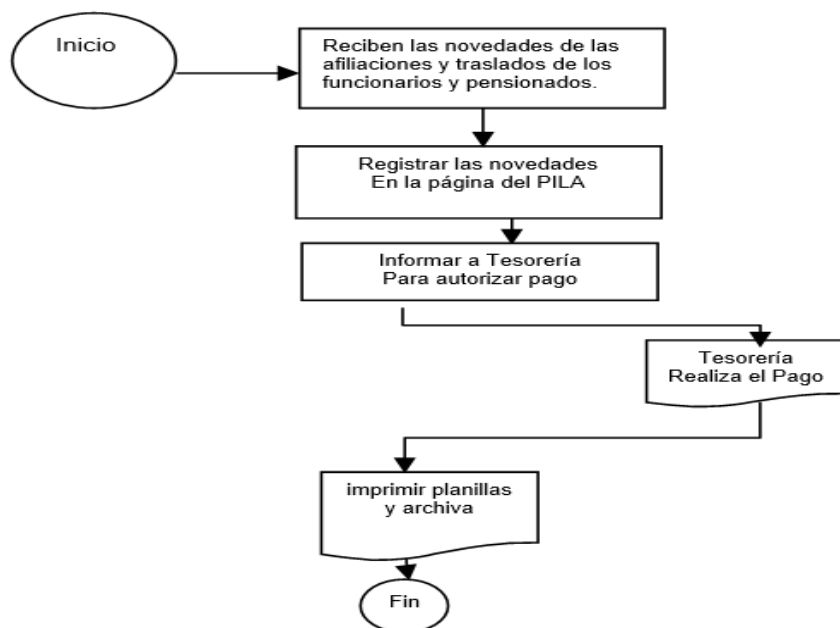 Inicio
Reciben las novedades de las
afiliaciones y traslados de los
funcionarios y pensionados.
Registrar las novedades
En la página del PILA
Informar a Tesorería
Para autorizar pago
Tesorería
Realiza el Pago
imprimir planillas
y archiva
Fin